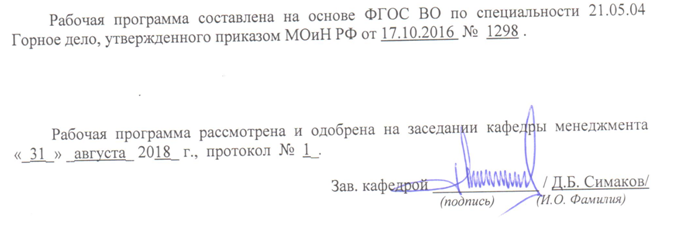 Рабочая программа составлена на основе ФГОС ВО по специальности 21.05.04
Горное дело, утвержденного приказом МОиН РФ от 17.10.2016 № 1298 .
Рабочая программа рассмотрена и одобрена на заседании кафедры менеджмента
« 31 » августа 2018 г., протокол № 1 .
Зав. кафедрой / Д.Б. Симаков/
(подпись) (И.О. Фамилия)